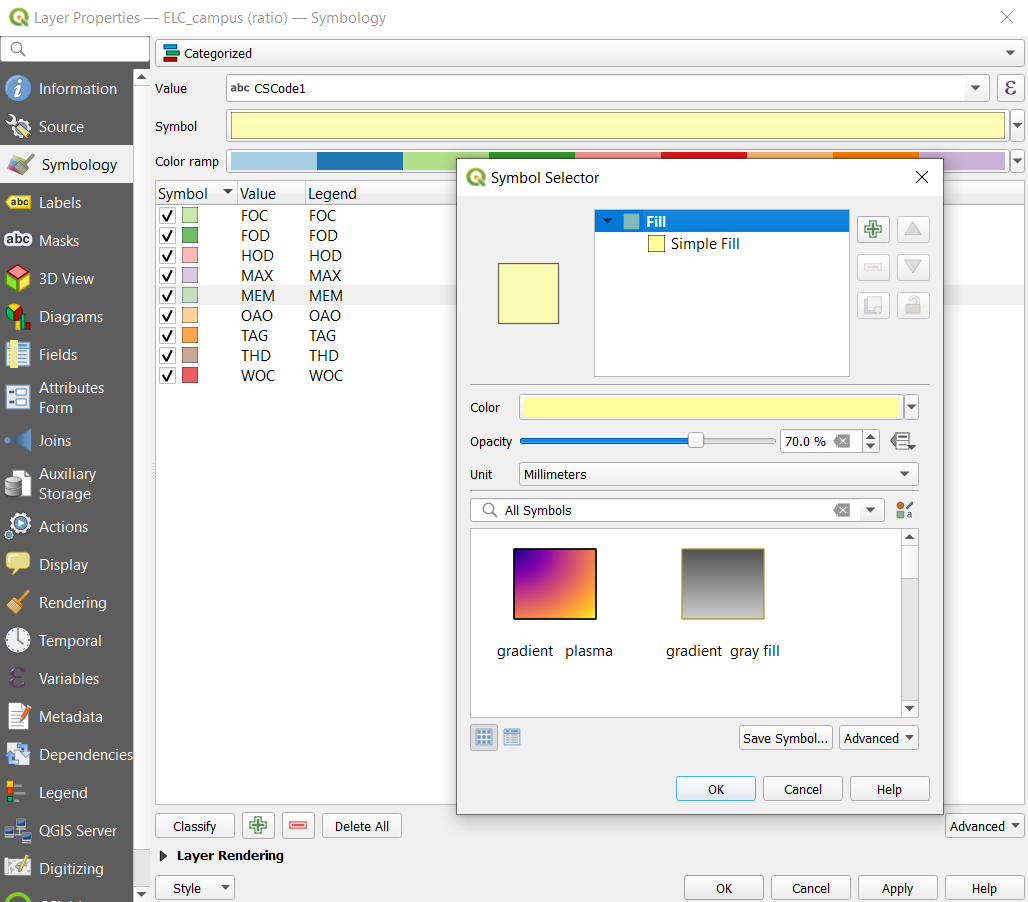 Layer Properties — ELC_campus (ratio) — Symbology
Categorized
Value
abc CSCode1
ε
Symbol
Color ramp
Information
Source
Symbology
abc Labels
abc Masks
3D View
Diagrams
Fields
Attributes
Form
Joins
Auxiliary
Storage
Actions
Display
Rendering
Temporal
ε Variables
Metadata
Dependencies
Legend
QGIS Server
Digitizing
Symbol Value Legend
FOC FOC
FOD FOD
HOD HOD
MAX MAX
MEM MEM
OAO OAO
TAG TAG
THD THD
WOC WOC
Symbol Selector
Fill
Simple Fill
Color
Opacity 70.0 %
Unit Millimeters
All Symbols
gradient plasma
gradient gray fill
Save Symbol...
Advanced
OK
Cancel
Help
Classify
Delete All
Advanced
Layer Rendering
Style
OK
Cancel
Apply
Help